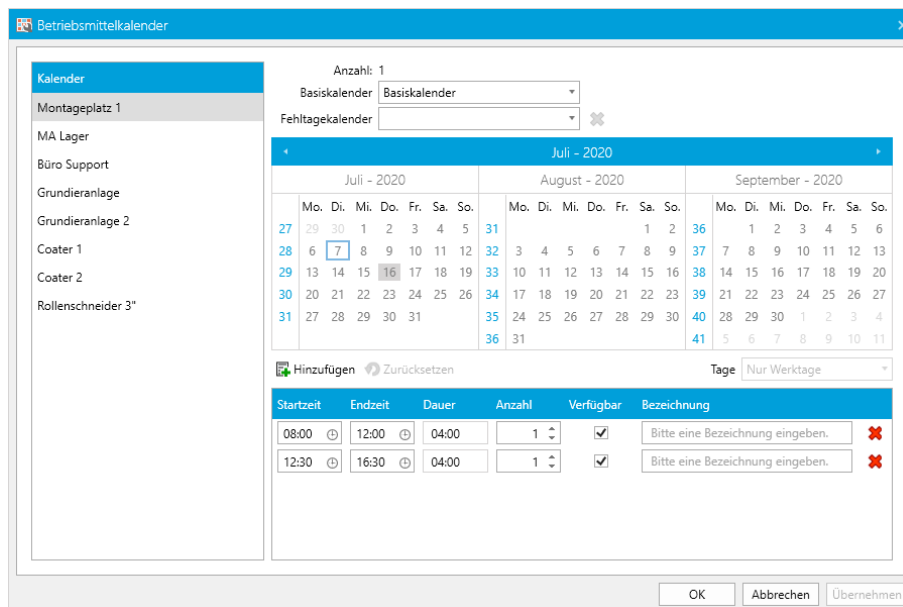 Betriebsmittelkalender
Kalender
Montageplatz 1
MA Lager
Büro Support
Grundieranlage
Grundieranlage 2
Coater 1
Coater 2
Rollenschneider 3"
Anzahl: 1
Basiskalender Basiskalender
Fehltagekalender
Juli - 2020
Juli - 2020 August - 2020 September - 2020
Mo. Di. Mi. Do. Fr. Sa. So. Mo. Di. Mi. Do. Fr. Sa. So. Mo. Di. Mi. Do. Fr. Sa. So.
27 29 30 1 2 3 4 5 31 1 2 36 1 2 3 4 5 6
28 6 7 8 9 10 11 12 32 3 4 5 6 7 8 9 37 7 8 9 10 11 12 13
29 13 14 15 16 17 18 19 33 10 11 12 13 14 15 16 38 14 15 16 17 18 19 20
30 20 21 22 23 24 25 26 34 17 18 19 20 21 22 23 39 21 22 23 24 25 26 27
31 27 28 29 30 31 35 24 25 26 27 28 29 30 40 28 29 30 1 2 3 4
36 31 41 5 6 7 8 9 10 11
Hinzufügen Zurücksetzen Tage Nur Werktage
Startzeit Endzeit Dauer Anzahl Verfügbar Bezeichnung
08:00 12:00 04:00 1 Bitte eine Bezeichnung eingeben.
12:30 16:30 04:00 1 Bitte eine Bezeichnung eingeben.
OK Abbrechen Übernehmen